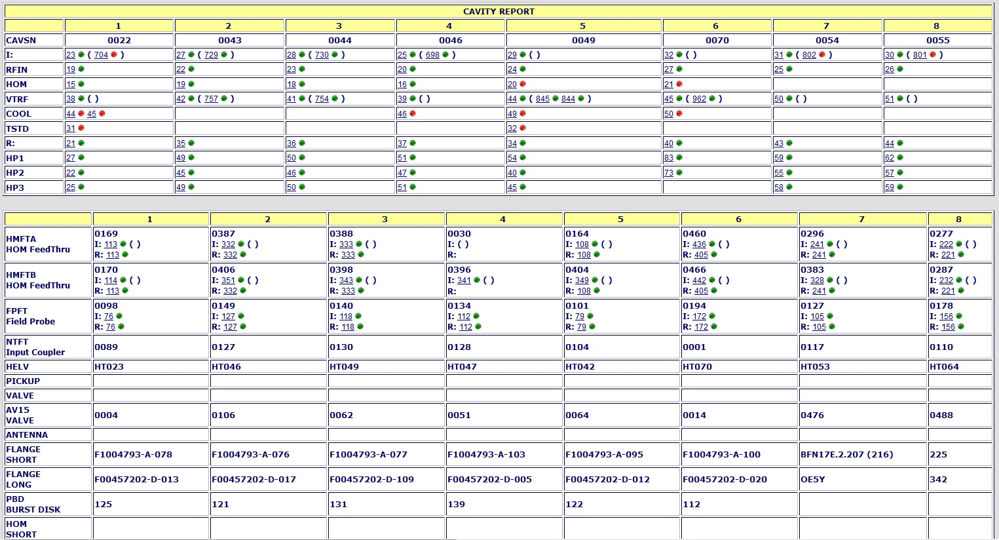 CAVITY REPORT
1 2 3 4 5 6 7 8
CAVSN 0022 0043 0044 0046 0049 0070 0054 0055
I: 23 ( 704 ) 27 ( 729 ) 28 ( 730 ) 25 ( 698 ) 29 ( ) 32 ( ) 31 ( 802 ) 30 ( 801 )
RFIN 19 22 23 20 24 27 25 26
HOM 15 19 18 16 20 21
VTRF 38 ( ) 42 ( 757 ) 41 ( 754 ) 39 ( ) 44 ( 845 844 ) 45 ( 962 ) 50 ( ) 51 ( )
COOL 44 45 46 49 50
TSTD 31 32
R: 21 35 36 37 34 40 43 44
HP1 27 49 50 51 54 83 59 62
HP2 22 45 46 47 40 73 55 57
HP3 25 49 50 51 45 58 59
1 2 3 4 5 6 7 8
HMFTA 0169 0387 0388 0030 0164 0460 0296 0277
HOM FeedThru I: 113 ( ) I: 332 ( ) I: 333 ( ) I: ( ) I: 108 ( ) I: 436 ( ) I: 241 ( ) I: 222 ( )
R: 113 R: 332 R: 333 R: R: 108 R: 405 R: 241 R: 221
HMFTB 0170 0406 0398 0396 0404 0466 0383 0287
HOM FeedThru I: 114 ( ) I: 351 ( ) I: 343 ( ) I: 341 ( ) I: 349 ( ) I: 442 ( ) I: 328 ( ) I: 232 ( )
R: 113 R: 332 R: 333 R: R: 108 R: 405 R: 241 R: 221
FPFT 0098 0149 0140 0134 0101 0194 0127 0178
Field Probe I: 76 I: 127 I: 118 I: 112 I: 79 I: 172 I: 105 I: 156
R: 76 R: 127 R: 118 R: 112 R: 79 R: 172 R: 105 R: 156
NTFT
Input Coupler 0089 0127 0130 0128 0104 0001 0117 0110
HELV HT023 HT046 HT049 HT047 HT042 HT070 HT053 HT064
PICKUP
VALVE
AV15
VALVE 0004 0106 0062 0051 0064 0014 0476 0488
ANTENNA
FLANGE
SHORT F1004793-A-078 F1004793-A-076 F1004793-A-077 F1004793-A-103 F1004793-A-095 F1004793-A-100 BFN17E.2.207 (216) 225
FLANGE
LONG F00457202-D-013 F00457202-D-017 F00457202-D-109 F00457202-D-005 F00457202-D-012 F00457202-D-020 OE5Y 342
PBD
BURST DISK 125 121 131 139 122 112
HOM
SHORT